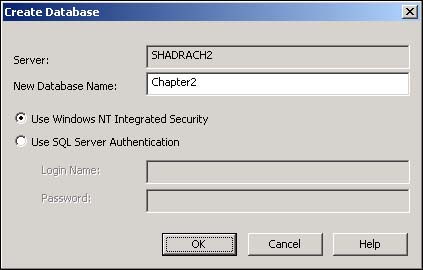 Create Database
Server: SHADRACH2
New Database Name: Chapter2
Use Windows NT Integrated Security
Use SQL Server Authentication
Login Name:
Password:
OK Cancel Help